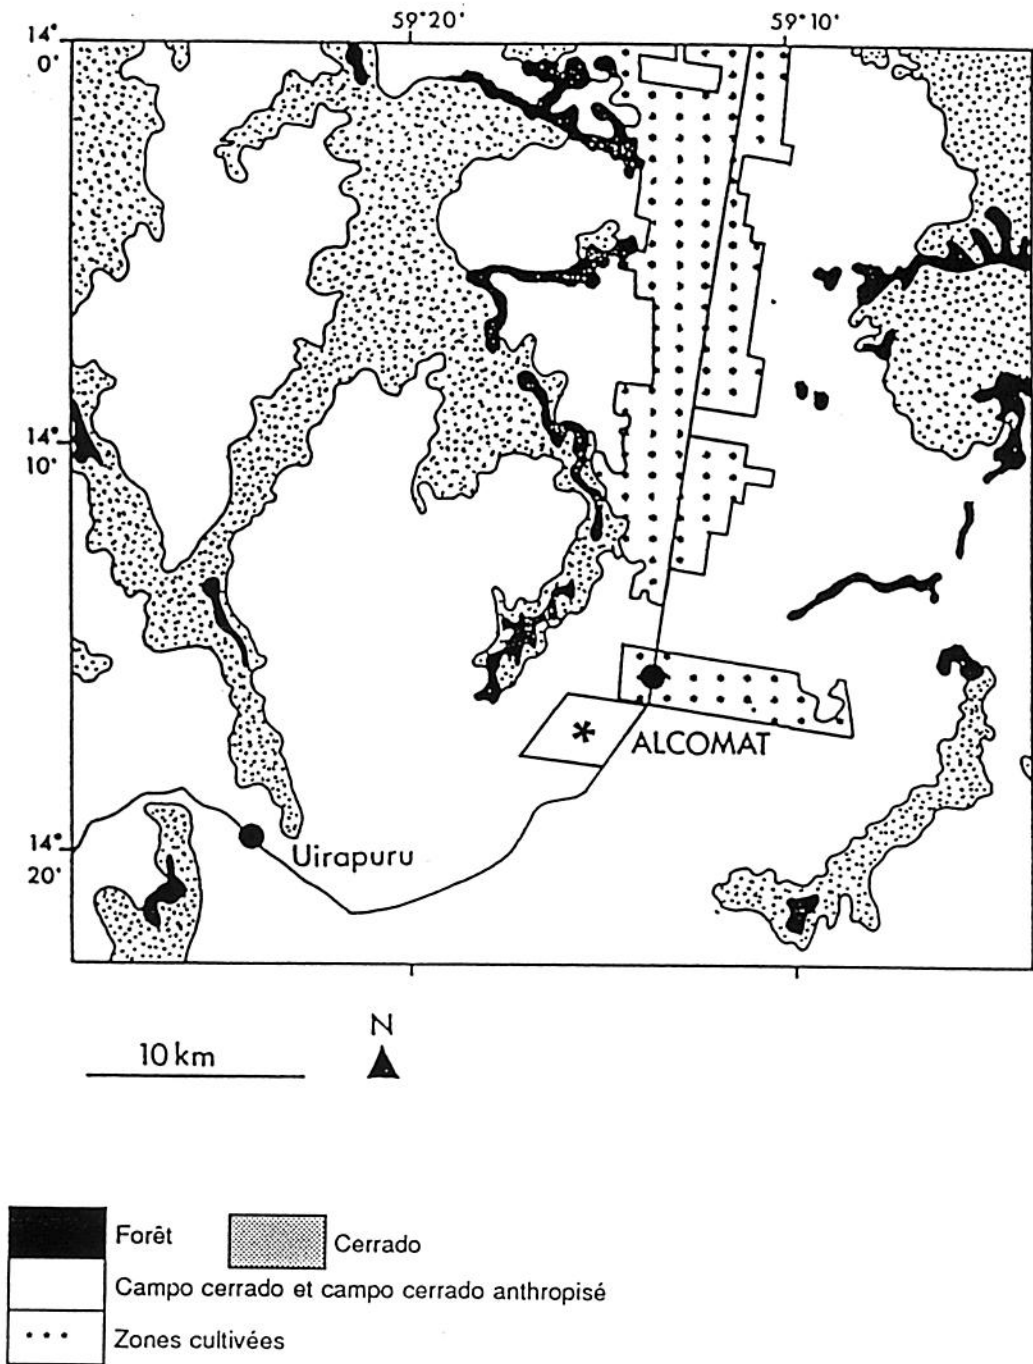 59°20'
59°10'
14°
0'
14°
10'
14°
20'
*
ALCOMAT
Uirapuru
10 km
N
Forêt
Cerrado
Campo cerrado et campo cerrado anthropisé
Zones cultivées